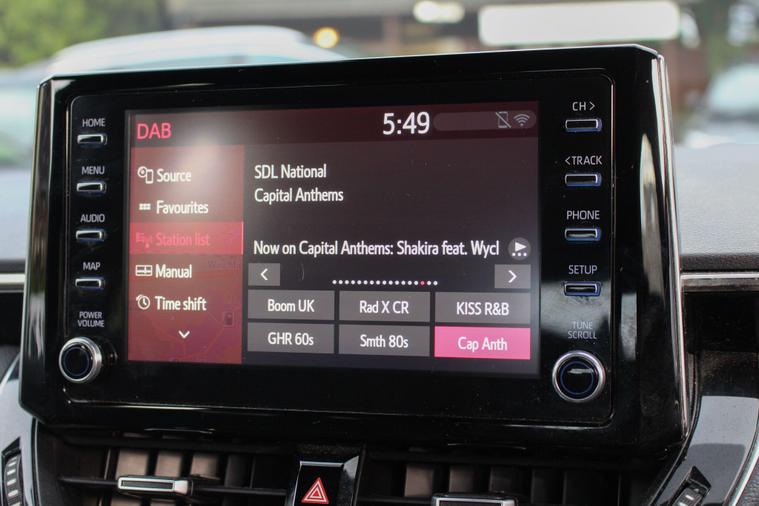 HOME
MENU
AUDIO
MAP
POWER
VOLUME
DAB
5:49
Source
Favourites
Station list
Manual
Time shift
SDL National
Capital Anthems
Now on Capital Anthems: Shakira feat. Wycl
Boom UK
Rad X CR
KISS R&B
GHR 60s
Smth 80s
Cap Anth
CH >
<TRACK
PHONE
SETUP
TUNE
SCROLL